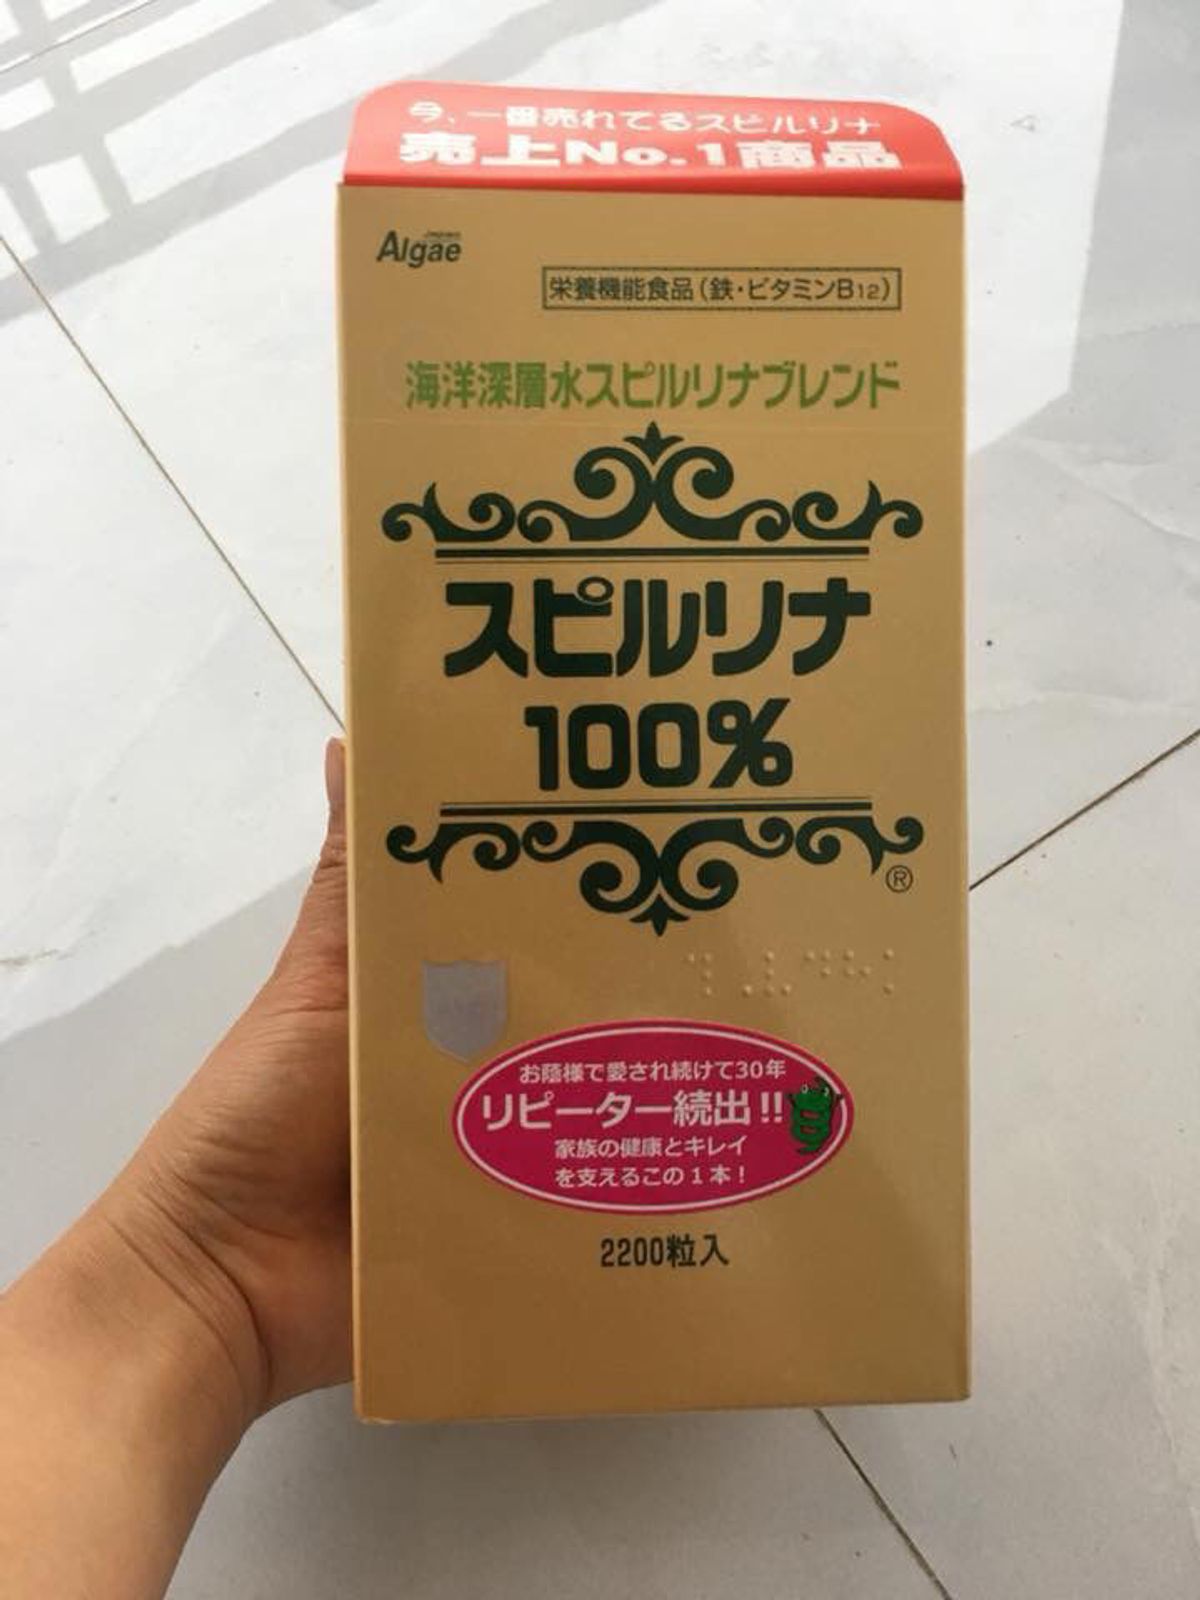 今、一番売れてるスピルリナ
売上No.1商品
JAPAN
Algae
栄養機能食品(鉄・ビタミンB12)
海洋深層水スピルリナブレンド
スピルリナ
100%
®
お蔭様で愛され続けて30年
リピーター続出!!
家族の健康とキレイ
を支えるこの1本!
2200粒入